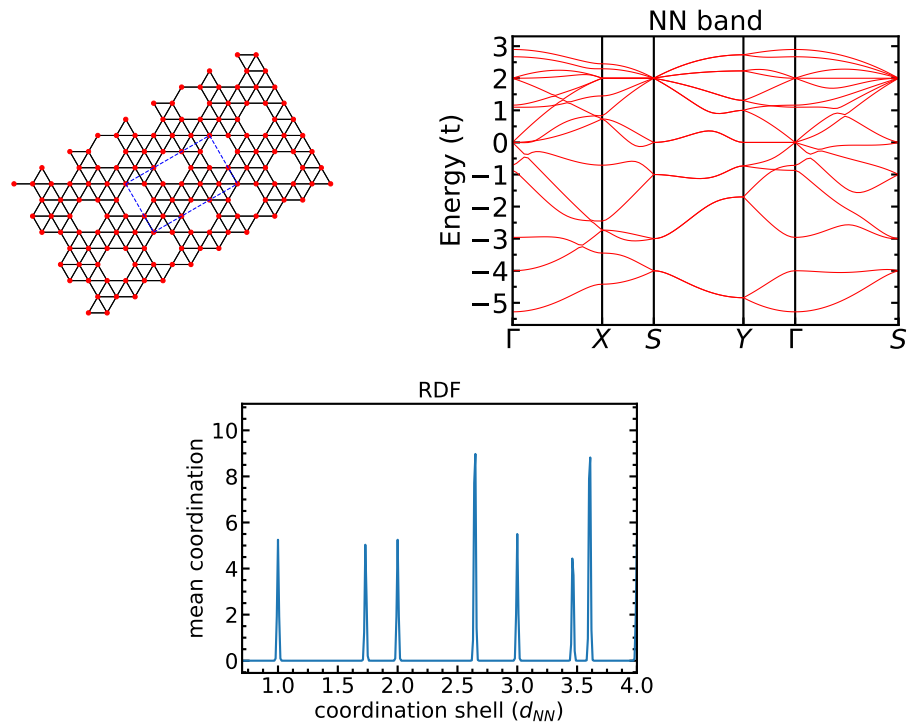 NN band
Energy (t)
3
2
1
0
−1
−2
−3
−4
−5
Γ X S Y Γ S
RDF
mean coordination
10
8
6
4
2
0
1.0 1.5 2.0 2.5 3.0 3.5 4.0
coordination shell (d_NN)